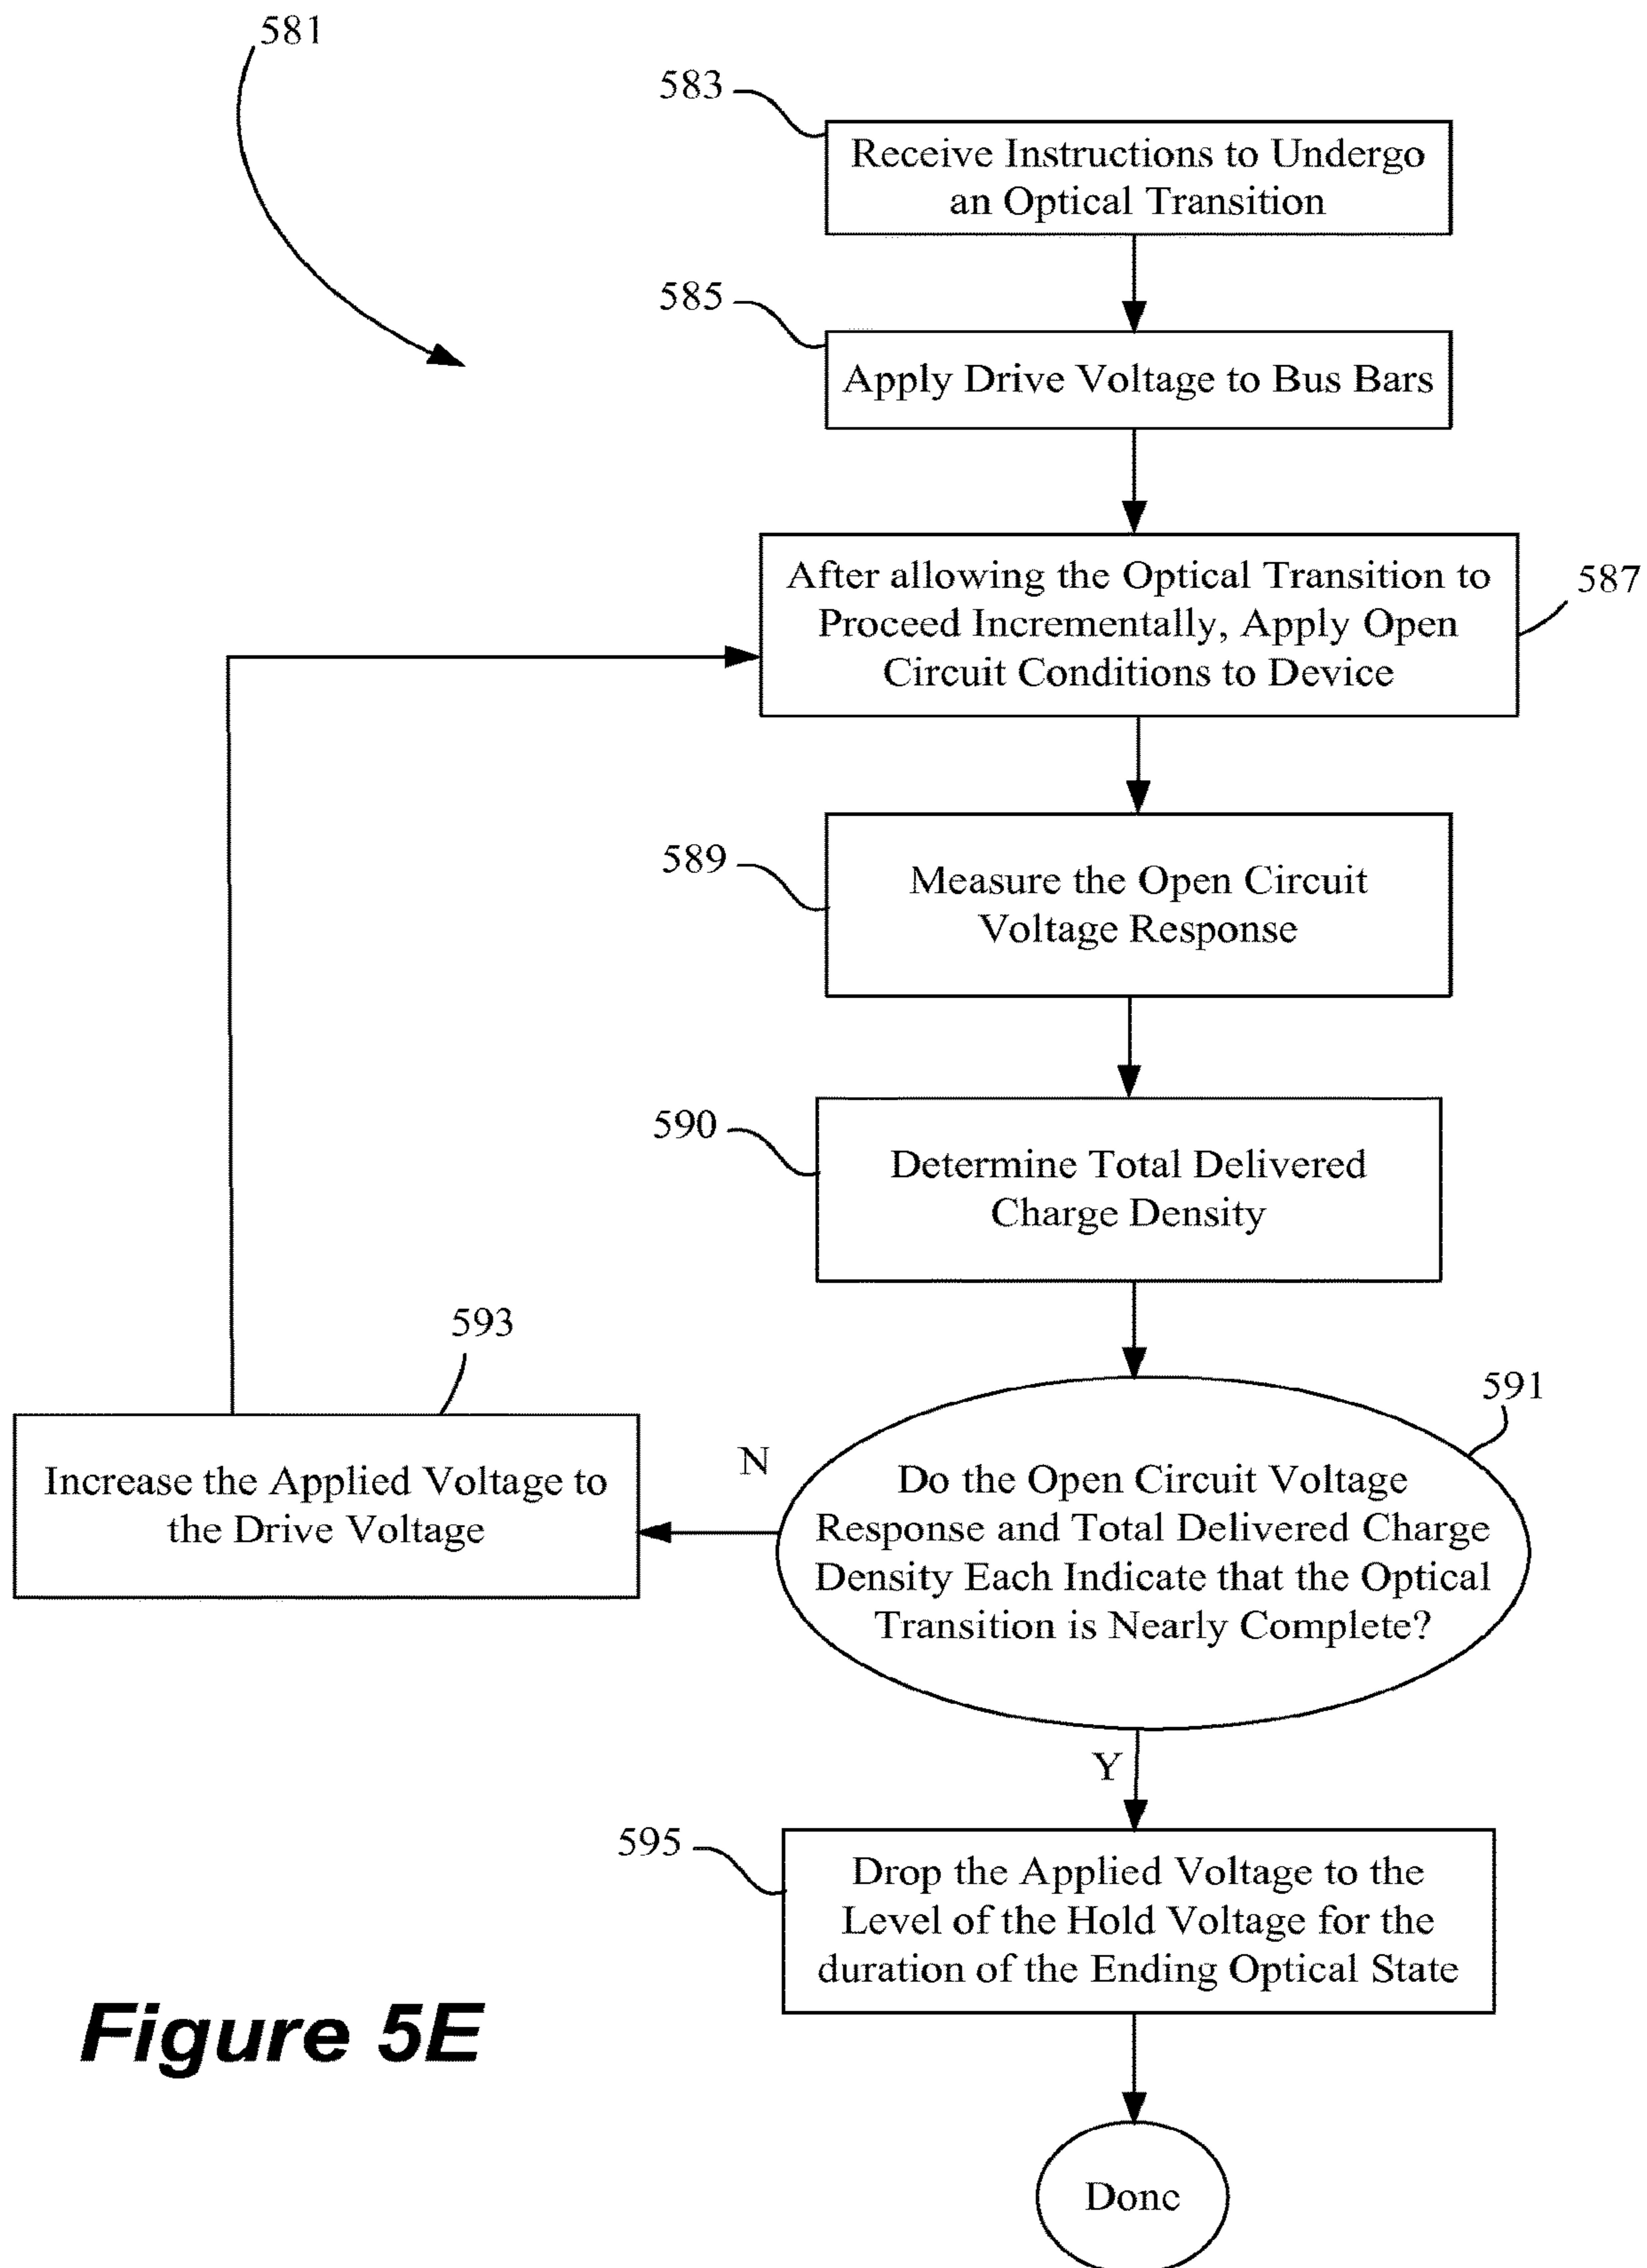 581
583
Receive Instructions to Undergo
an Optical Transition
585
Apply Drive Voltage to Bus Bars
587
After allowing the Optical Transition to
Proceed Incrementally, Apply Open
Circuit Conditions to Device
589
Measure the Open Circuit
Voltage Response
590
Determine Total Delivered
Charge Density
593
Increase the Applied Voltage to
the Drive Voltage
N
591
Do the Open Circuit Voltage
Response and Total Delivered Charge
Density Each Indicate that the Optical
Transition is Nearly Complete?
Y
595
Drop the Applied Voltage to the
Level of the Hold Voltage for the
duration of the Ending Optical State
Figure 5E
Done